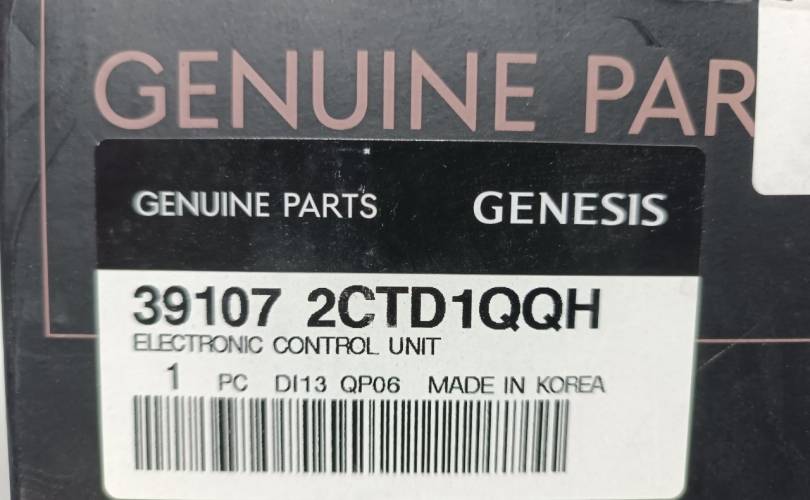 GENUINE PAR
GENUINE PARTS GENESIS
39107 2CTD1QQH
ELECTRONIC CONTROL UNIT
1 PC DI13 QP06 MADE IN KOREA